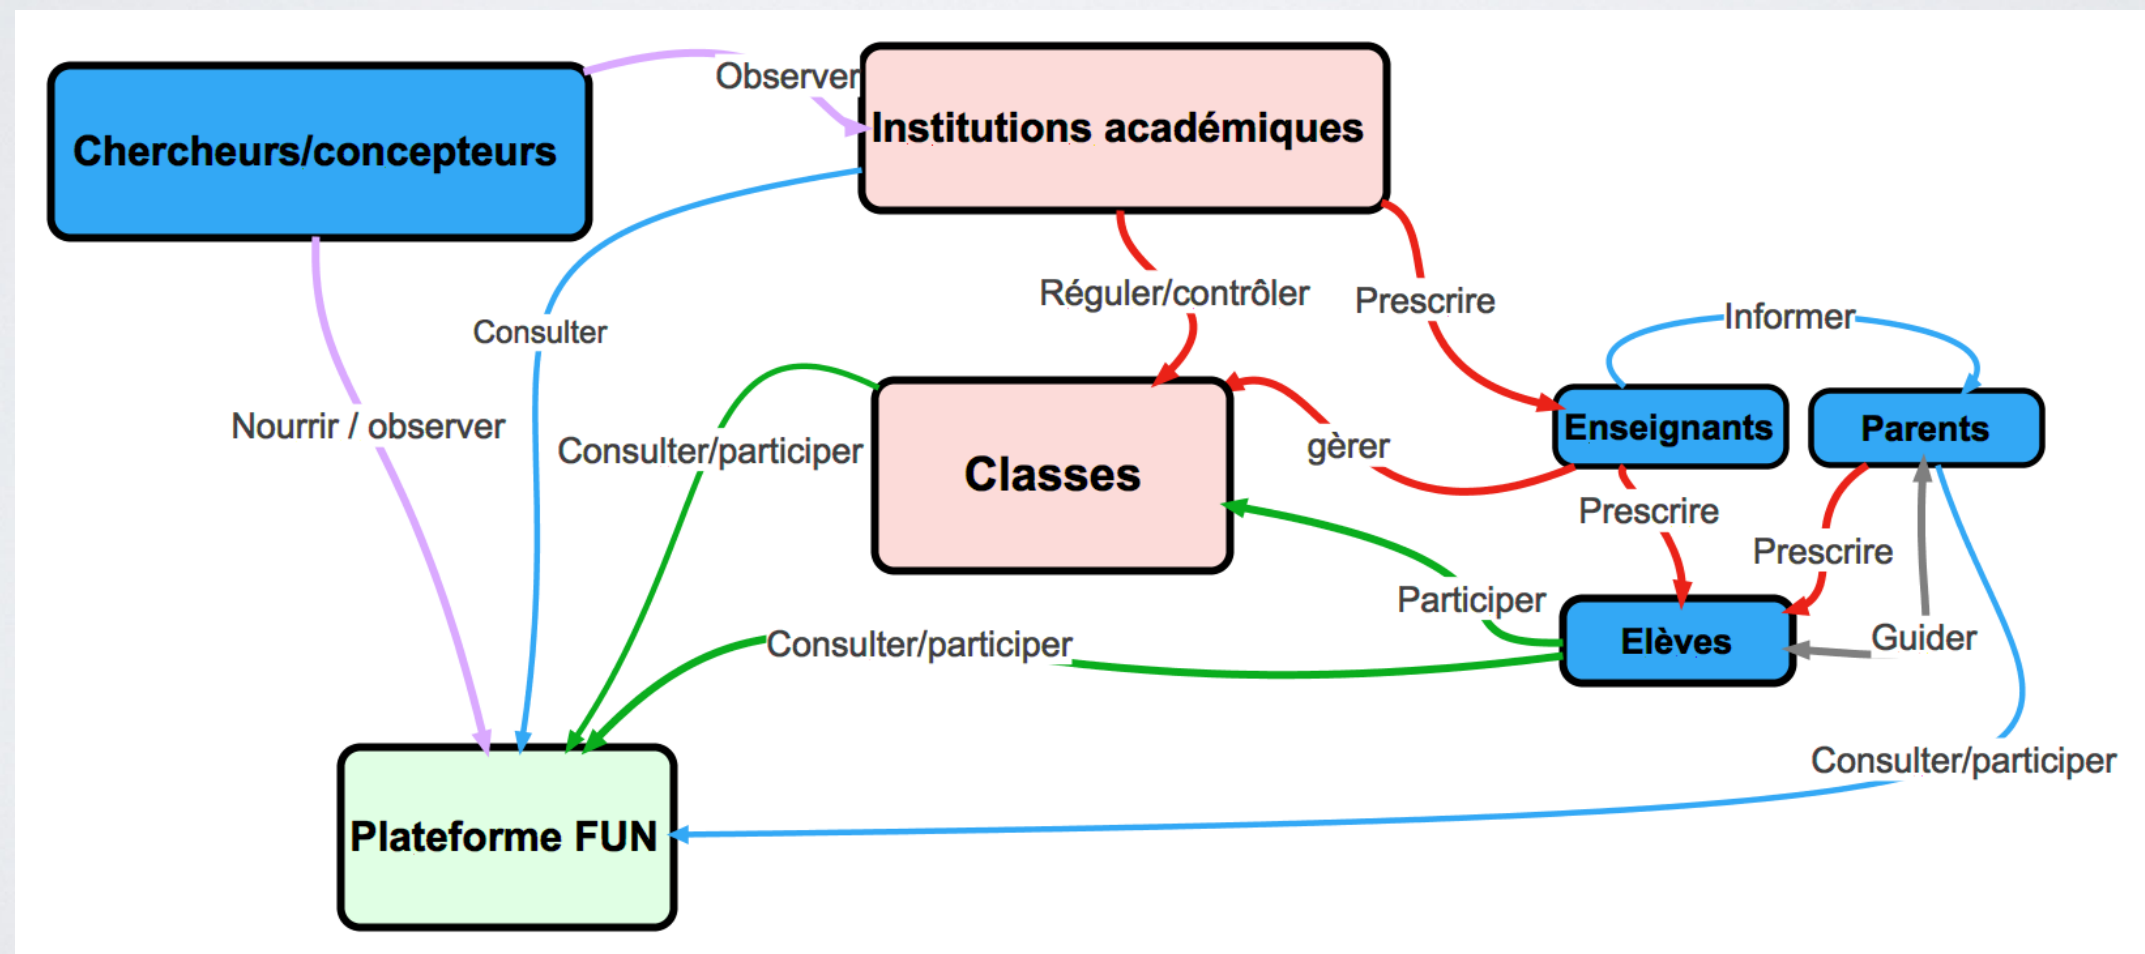 Observer
Chercheurs/concepteurs
Institutions académiques
Consulter
Réguler/contrôler
Prescrire
Informer
Nourrir / observer
Consulter/participer
Classes
gèrer
Enseignants
Parents
Prescrire
Prescrire
Participer
Elèves
Guider
Consulter/participer
Consulter/participer
Plateforme FUN